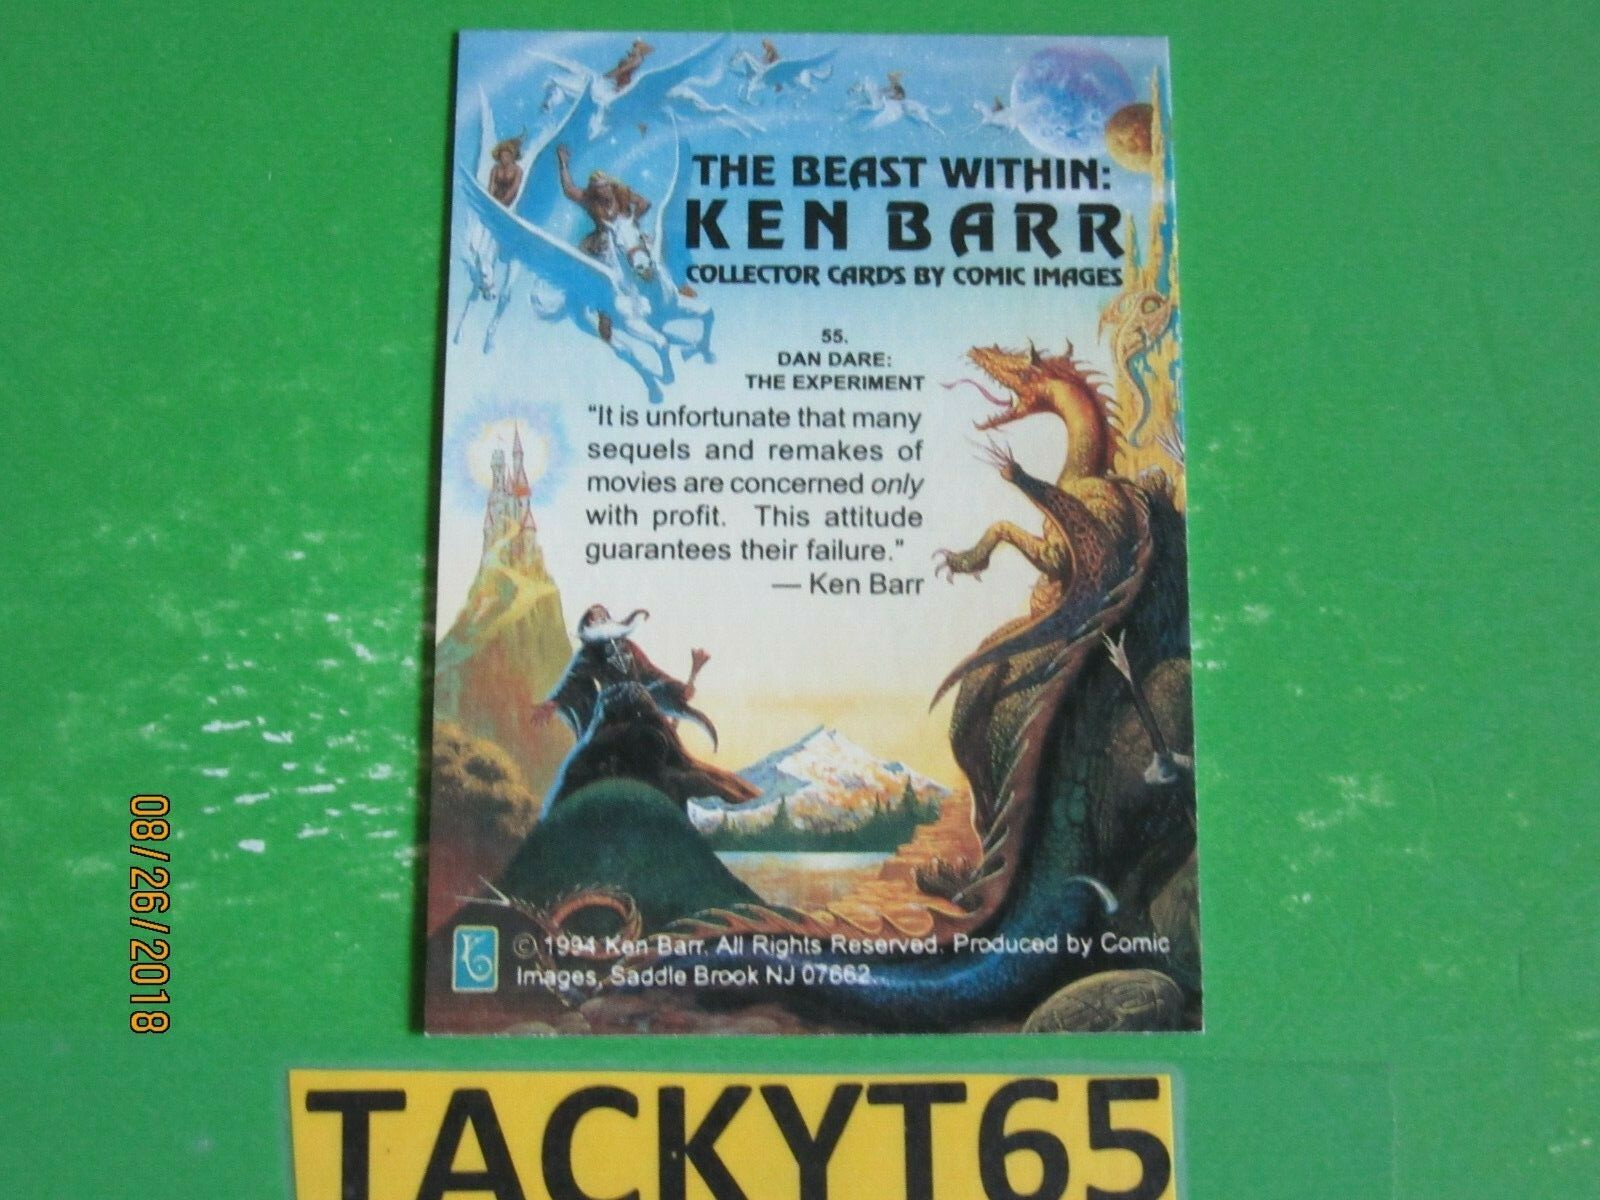 THE BEAST WITHIN:
KEN BARR
COLLECTOR CARDS BY COMIC IMAGES
55.
DAN DARE:
THE EXPERIMENT
"It is unfortunate that many
sequels and remakes of
movies are concerned only
with profit. This attitude
guarantees their failure."
— Ken Barr
© 1994 Ken Barr. All Rights Reserved. Produced by Comic
Images, Saddle Brook NJ 07662.
08/26/2018
TACKYT65